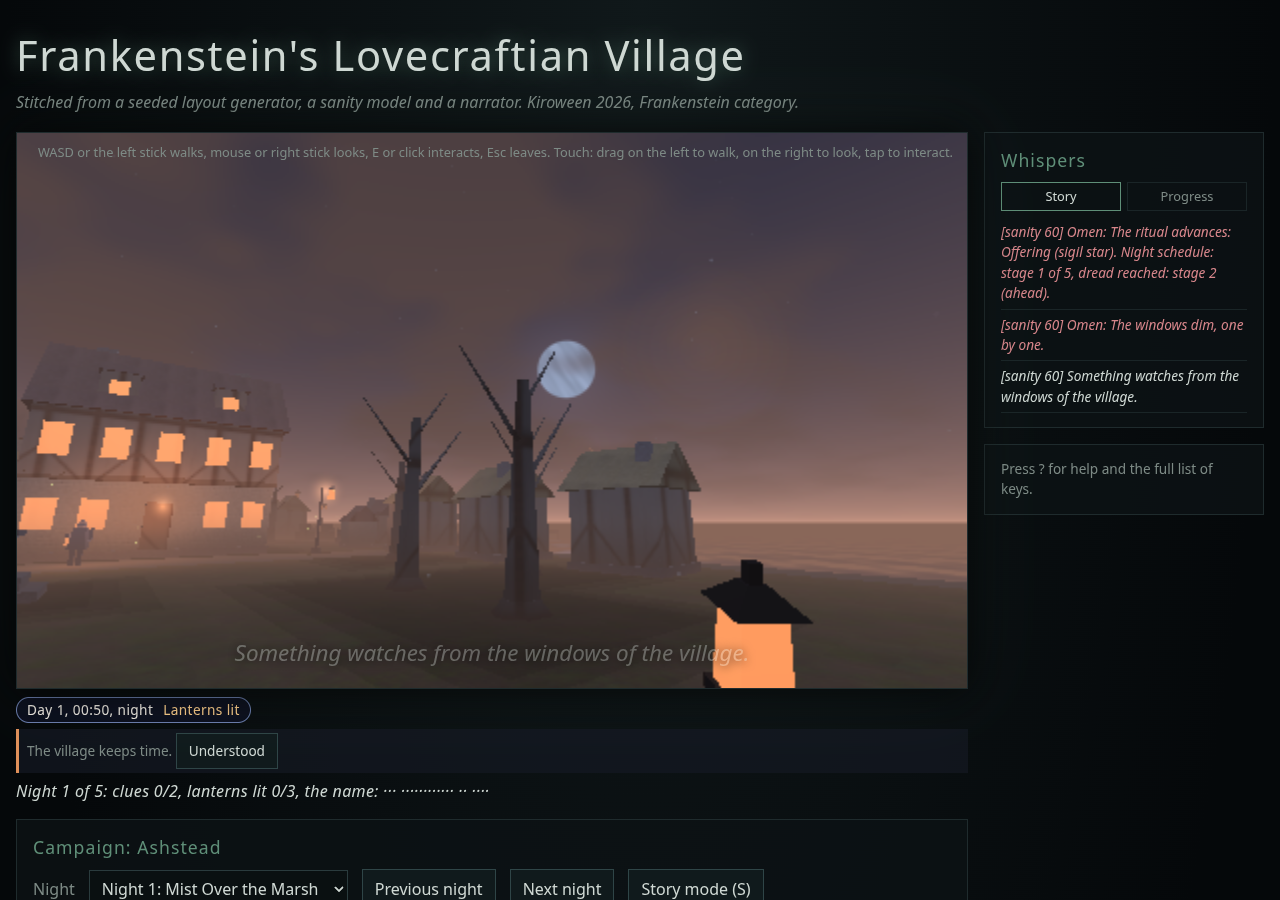 Frankenstein's Lovecraftian Village
Stitched from a seeded layout generator, a sanity model and a narrator. Kiroween 2026, Frankenstein category.
WASD or the left stick walks, mouse or right stick looks, E or click interacts, Esc leaves. Touch: drag on the left to walk, on the right to look, tap to interact.
Something watches from the windows of the village.
Day 1, 00:50, night Lanterns lit
The village keeps time. Understood
Night 1 of 5: clues 0/2, lanterns lit 0/3, the name: ··· ············ ·· ····
Campaign: Ashstead
Night Night 1: Mist Over the Marsh Previous night Next night Story mode (S)
Whispers
Story Progress
[sanity 60] Omen: The ritual advances:
Offering (sigil star). Night schedule:
stage 1 of 5, dread reached: stage 2
(ahead).
[sanity 60] Omen: The windows dim, one
by one.
[sanity 60] Something watches from the
windows of the village.
Press ? for help and the full list of
keys.